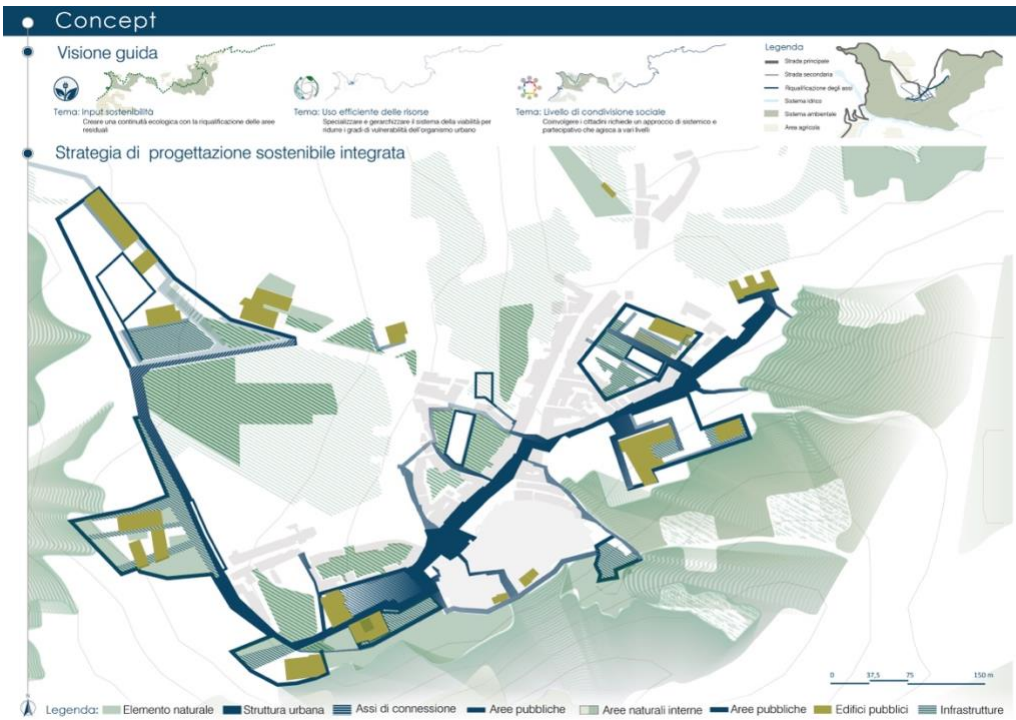 Concept
Visione guida
Tema: Input sostenibilità
Creare una continuità ecologica con la riqualificazione delle aree
residuali
Tema: Uso efficiente delle risorse
Specializzare e gerarchizzare il sistema della viabilità per
ridurre i gradi di vulnerabilità dell'organismo urbano
Tema: Livello di condivisione sociale
Coinvolgere i cittadini richiede un approccio di sistemico e
partecipativo che agisca a vari livelli
Legenda
Strada principale
Strada secondaria
Riqualificazione degli assi
Sistema idrico
Sistema ambientale
Area agricola
Strategia di progettazione sostenibile integrata
0 37,5 75 150 m
N
Legenda: Elemento naturale Struttura urbana Assi di connessione Aree pubbliche Aree naturali interne Aree pubbliche Edifici pubblici Infrastrutture